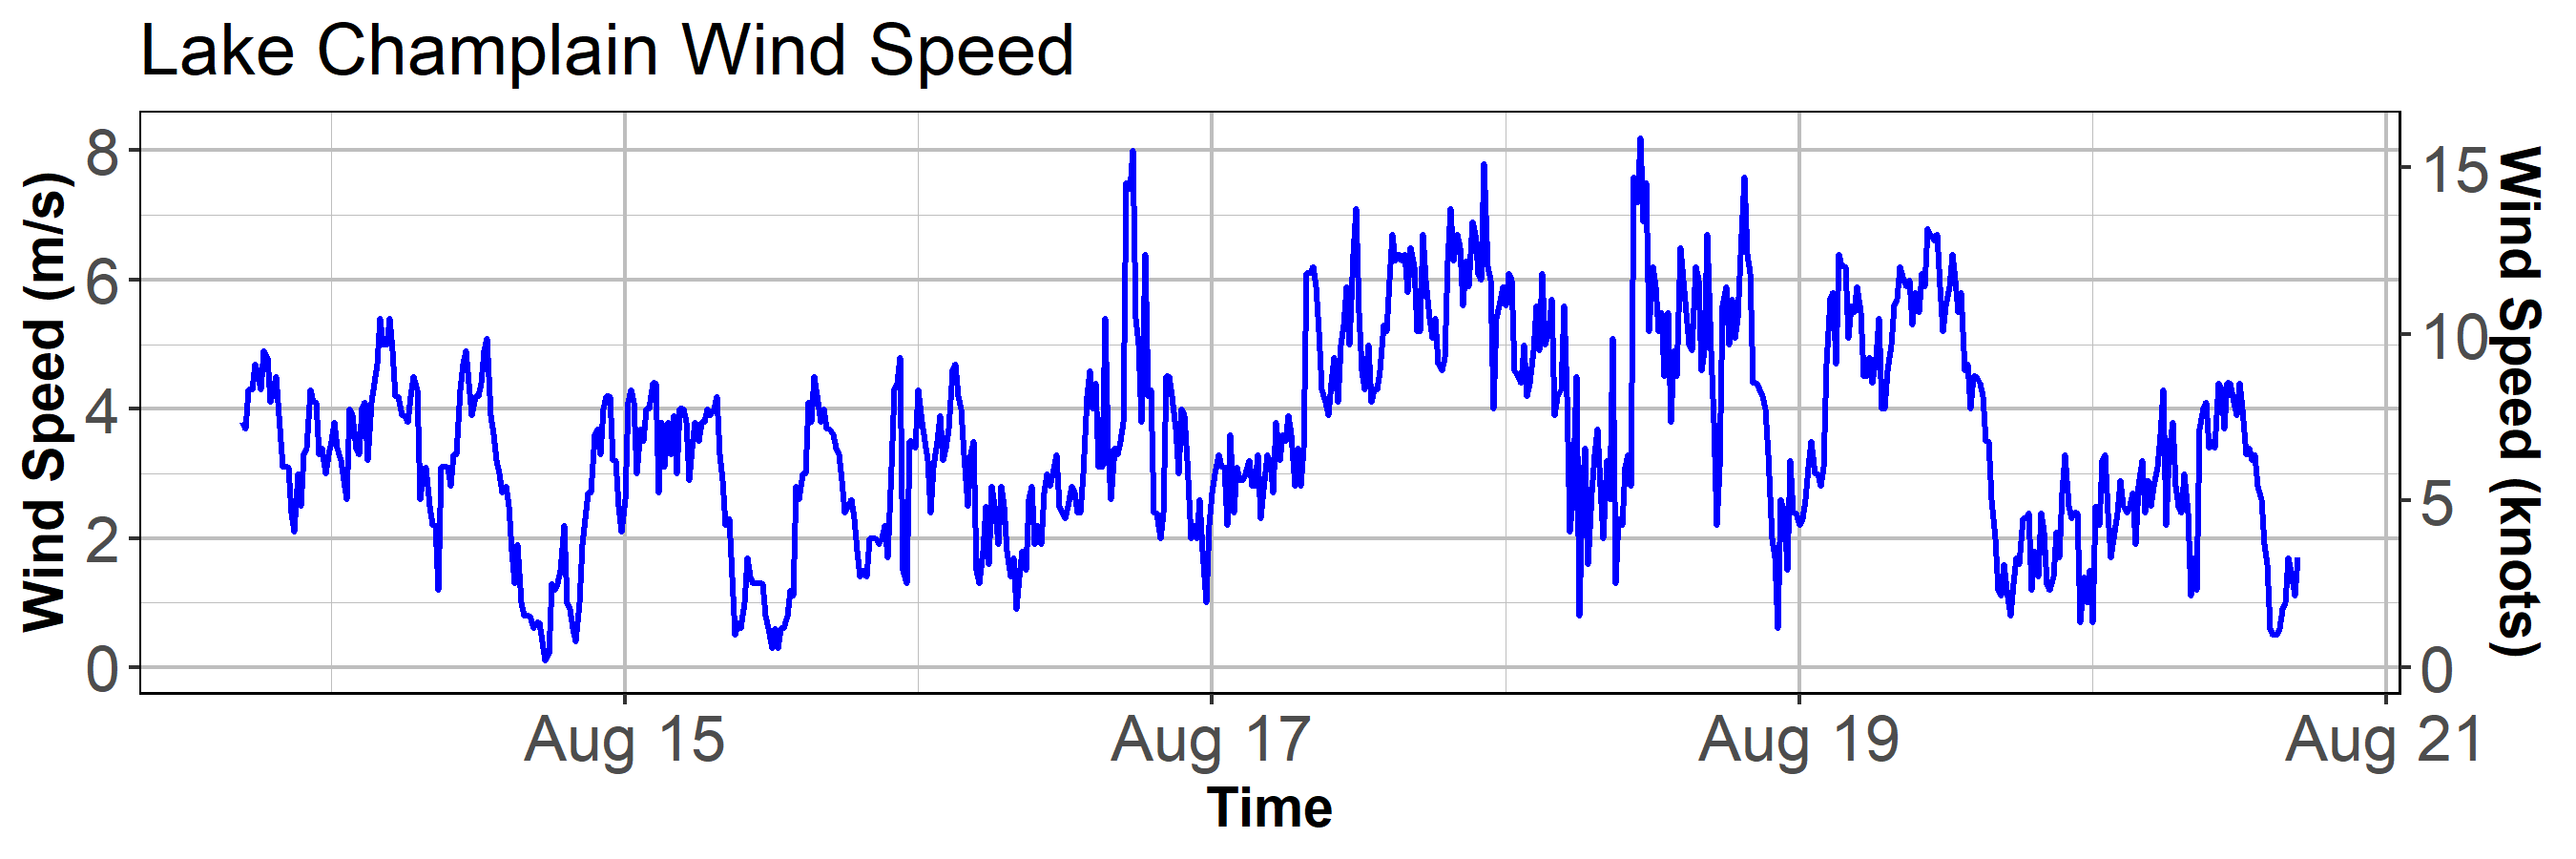 Lake Champlain Wind Speed
Wind Speed (m/s)
8
6
4
2
0
15
10
5
0
Wind Speed (knots)
Aug 15
Aug 17
Aug 19
Aug 21
Time